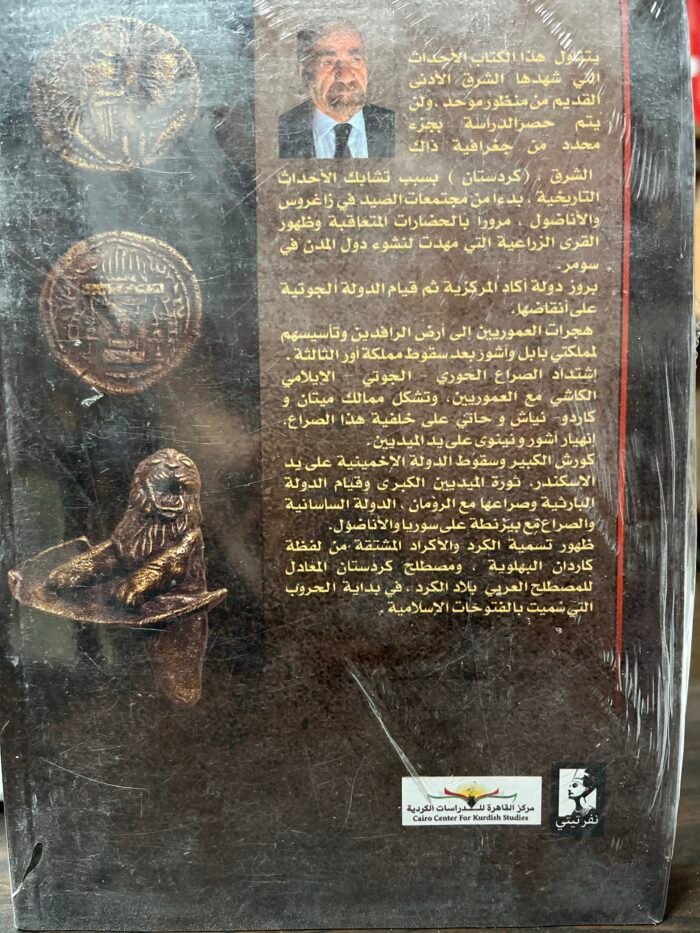 يتناول هذا الكتاب الأحداث
التي شهدها الشرق الأدنى
القديم من منظور موحد ، ولن
يتم حصر الدراسة بجزء
محدد من جغرافية ذاك
الشرق ، (كردستان ) بسبب تشابك الأحداث
التاريخية ، بدءا من مجتمعات الصيد في زاغروس
والأناضول ، مرورا بالحضارات المتعاقبة وظهور
القرى الزراعية التي مهدت لنشوء دول المدن في
سومر.
بروز دولة أكاد المركزية ثم قيام الدولة الجوتية
على أنقاضها.
هجرات العموريين إلى أرض الرافدين وتأسيسهم
لمملكتي بابل وأشور بعد سقوط مملكة أور الثالثة .
اشتداد الصراع الحوري الجوتي الايلامي
الكاشي مع العموريين، وتشكل ممالك ميتان و
كاردو نياش و حاتي على خلفية هذا الصراع،
إنهيار أشور و نينوى على يد الميديين.
كورش الكبير وسقوط الدولة الاخمينية على يد
الاسكندر، ثورة الميديين الكبرى وقيام الدولة
البارثية وصراعها مع الرومان ، الدولة الساسانية
والصراع مع بيزنطة على سوريا والأناضول.
ظهور تسمية الكرد والأكراد المشتقة من لفظة
كاردان البهلوية ، ومصطلح كردستان المعادل
للمصطلح العربي بلاد الكرد ، في بداية الحروب
التي سميت بالفتوحات الإسلامية .
مركز القاهرة للدراسات الكردية
Cairo Center For Kurdish Studies
نفرتيتي